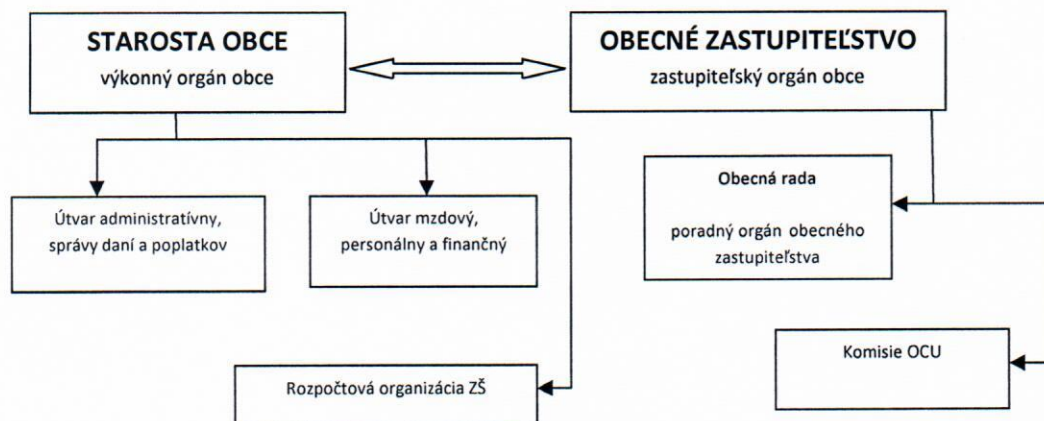 STAROSTA OBCE
výkonný orgán obce
OBECNÉ ZASTUPITEĽSTVO
zastupiteľský orgán obce
Útvar administratívny,
správy daní a poplatkov
Útvar mzdový,
personálny a finančný
Obecná rada
poradný orgán obecného
zastupiteľstva
Rozpočtová organizácia ZŠ
Komisie OCU